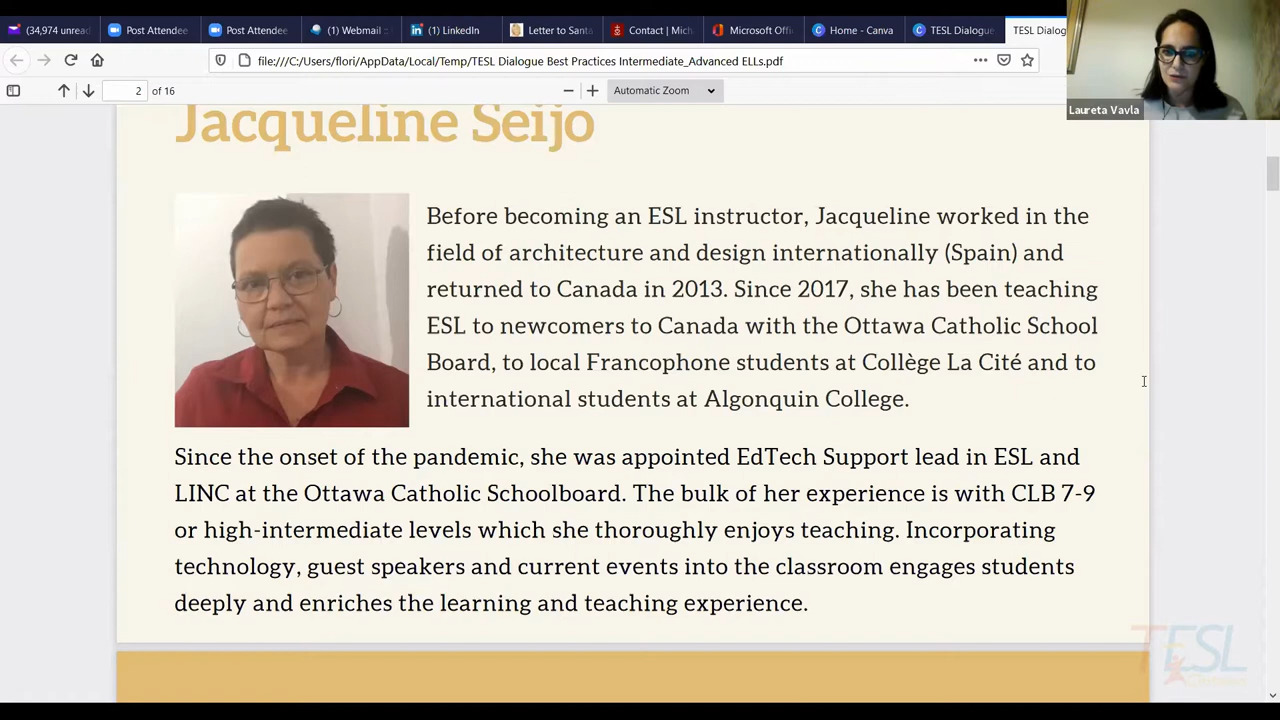 (34,974 unread
Post Attendee
Post Attendee
(1) Webmail
(1) LinkedIn
Letter to Santa
Contact | Mich
Microsoft Offi
Home - Canva
TESL Dialogue
TESL Dialog
file:///C:/Users/flori/AppData/Local/Temp/TESL Dialogue Best Practices Intermediate_Advanced ELLs.pdf
2 of 16
Automatic Zoom
Laureta Vavla
Jacqueline Seijo
Before becoming an ESL instructor, Jacqueline worked in the
field of architecture and design internationally (Spain) and
returned to Canada in 2013. Since 2017, she has been teaching
ESL to newcomers to Canada with the Ottawa Catholic School
Board, to local Francophone students at Collège La Cité and to
international students at Algonquin College.
Since the onset of the pandemic, she was appointed EdTech Support lead in ESL and
LINC at the Ottawa Catholic Schoolboard. The bulk of her experience is with CLB 7-9
or high-intermediate levels which she thoroughly enjoys teaching. Incorporating
technology, guest speakers and current events into the classroom engages students
deeply and enriches the learning and teaching experience.
TESL